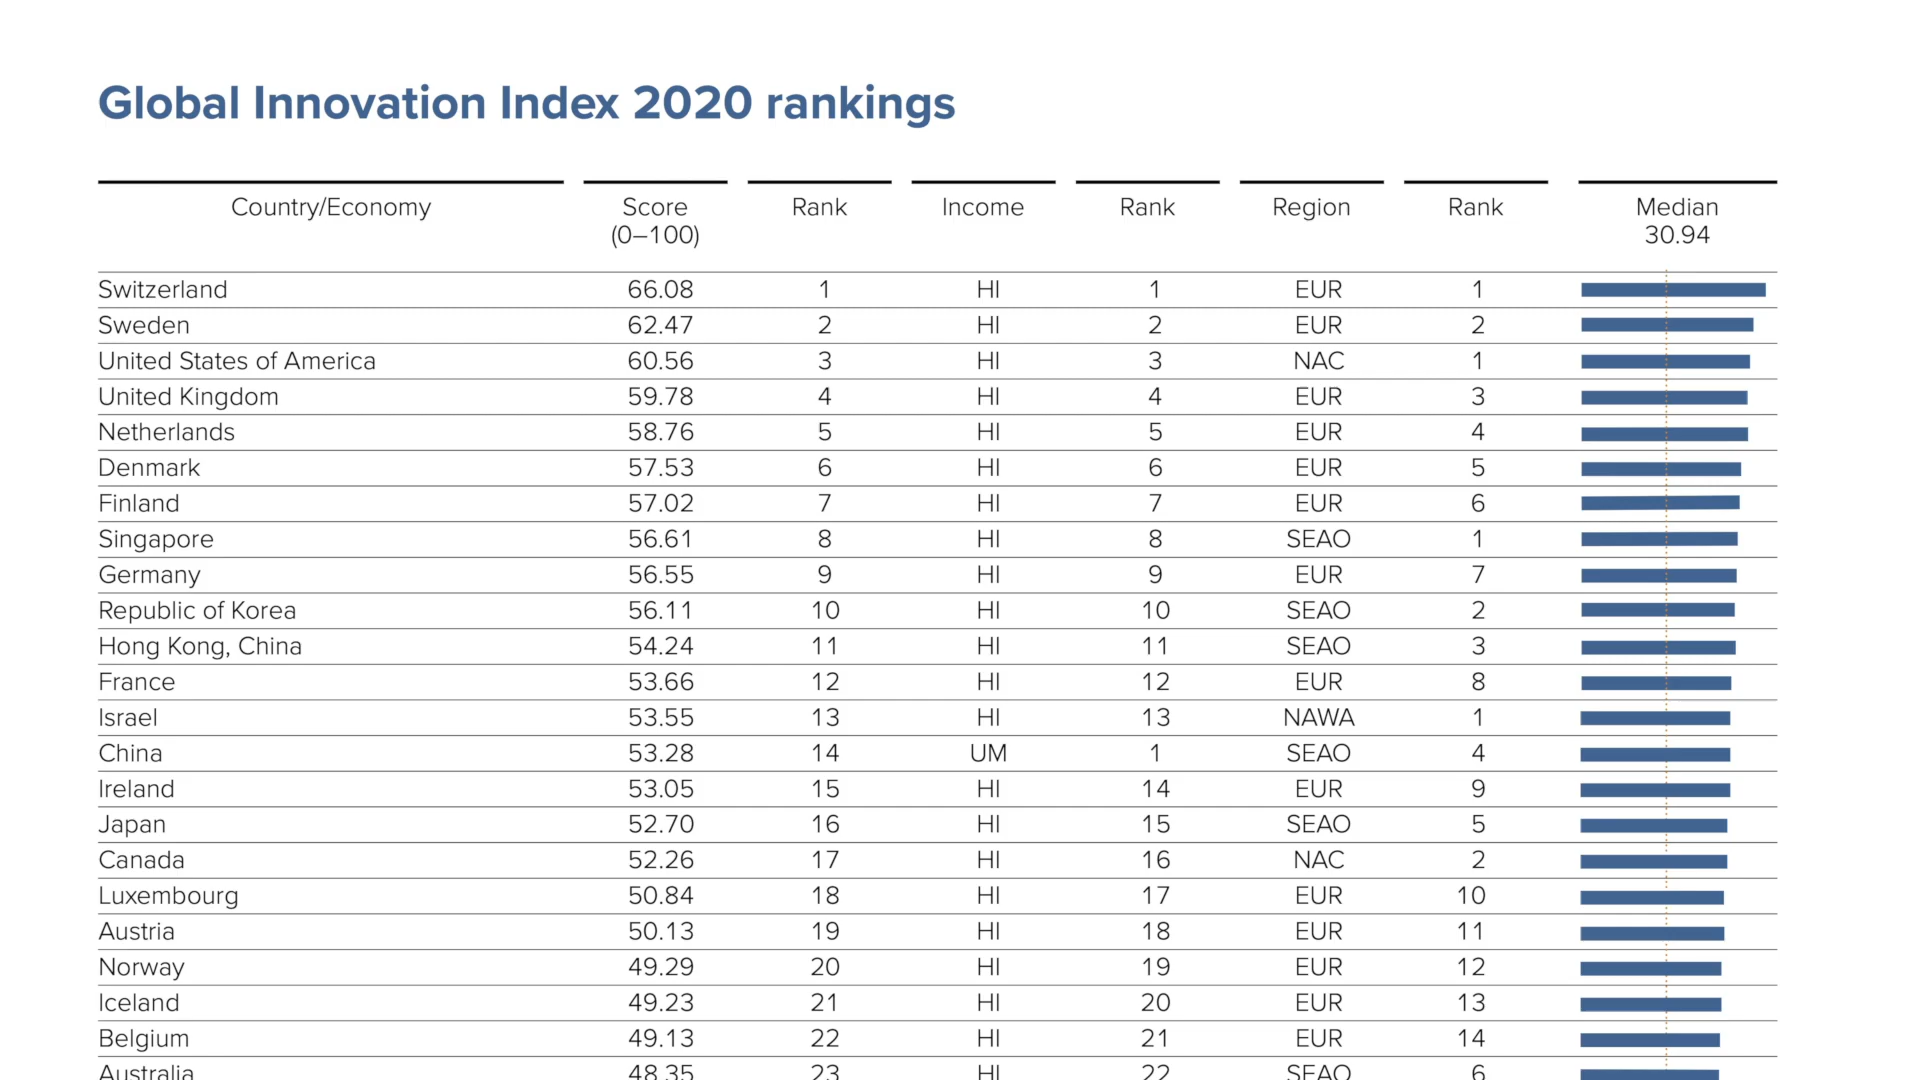 Global Innovation Index 2020 rankings
Country/Economy Score (0–100) Rank Income Rank Region Rank Median 30.94
Switzerland 66.08 1 HI 1 EUR 1
Sweden 62.47 2 HI 2 EUR 2
United States of America 60.56 3 HI 3 NAC 1
United Kingdom 59.78 4 HI 4 EUR 3
Netherlands 58.76 5 HI 5 EUR 4
Denmark 57.53 6 HI 6 EUR 5
Finland 57.02 7 HI 7 EUR 6
Singapore 56.61 8 HI 8 SEAO 1
Germany 56.55 9 HI 9 EUR 7
Republic of Korea 56.11 10 HI 10 SEAO 2
Hong Kong, China 54.24 11 HI 11 SEAO 3
France 53.66 12 HI 12 EUR 8
Israel 53.55 13 HI 13 NAWA 1
China 53.28 14 UM 1 SEAO 4
Ireland 53.05 15 HI 14 EUR 9
Japan 52.70 16 HI 15 SEAO 5
Canada 52.26 17 HI 16 NAC 2
Luxembourg 50.84 18 HI 17 EUR 10
Austria 50.13 19 HI 18 EUR 11
Norway 49.29 20 HI 19 EUR 12
Iceland 49.23 21 HI 20 EUR 13
Belgium 49.13 22 HI 21 EUR 14
Australia 48.35 23 HI 22 SEAO 6